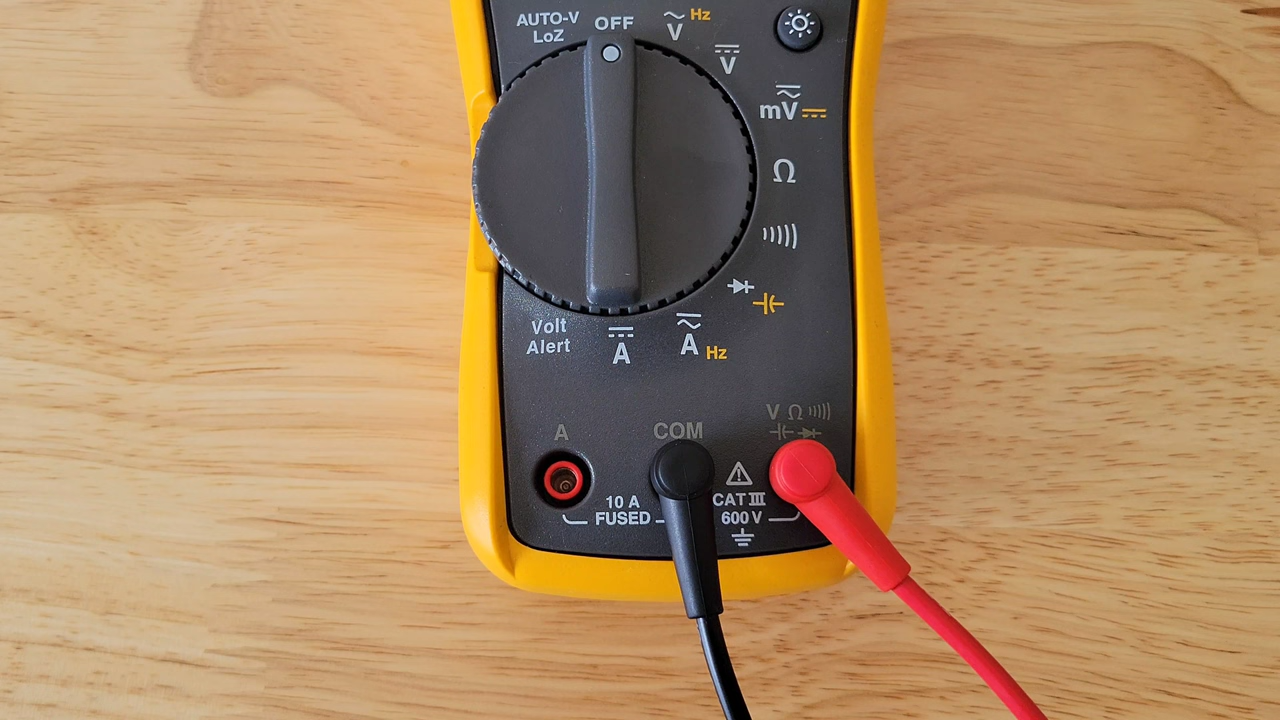 AUTO-V
LoZ
OFF
V Hz
V
mV
Ω
Volt
Alert
A
A Hz
A
COM
V Ω
10 A
FUSED
CAT III
600 V